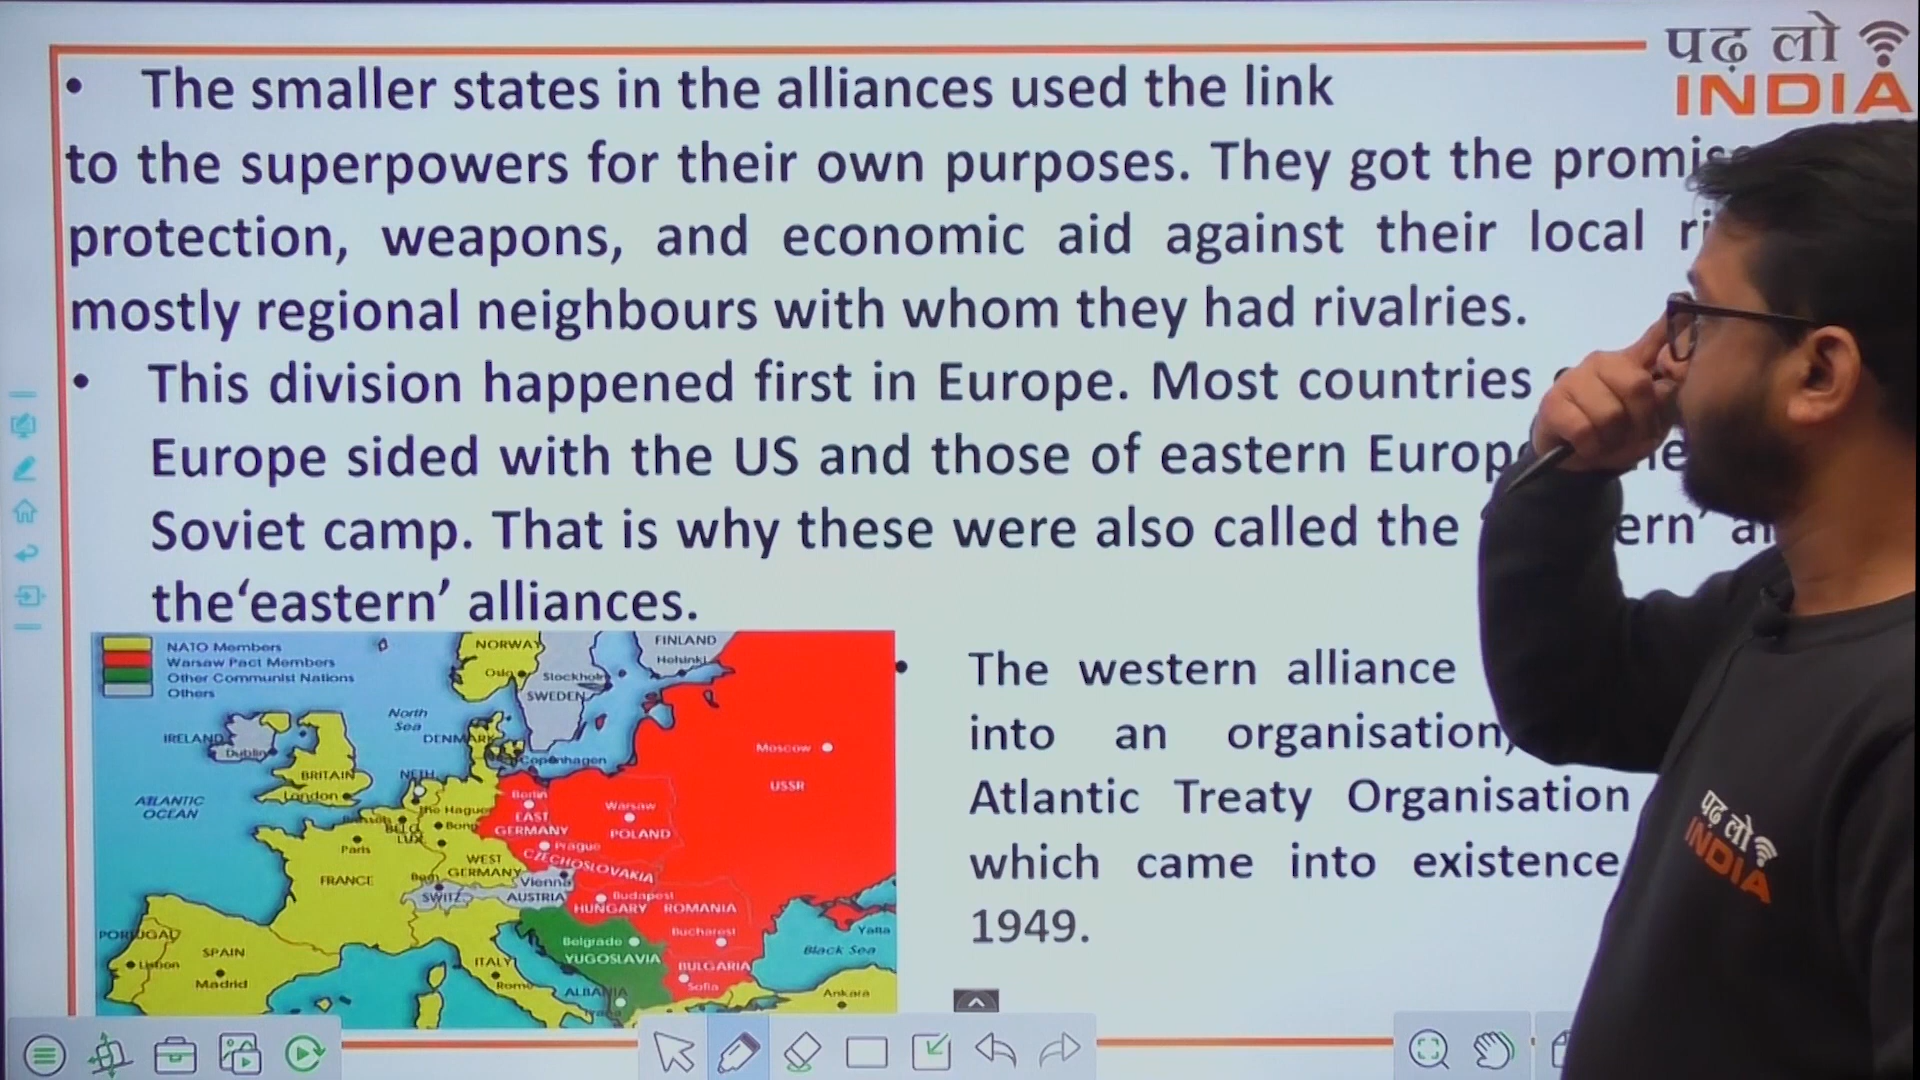 पढ़ लो
INDIA
• The smaller states in the alliances used the link
to the superpowers for their own purposes. They got the
protection, weapons, and economic aid against their local
mostly regional neighbours with whom they had rivalries.
• This division happened first in Europe. Most countries
Europe sided with the US and those of eastern
Soviet camp. That is why these were also called the
the‘eastern’ alliances.
• The western alliance
into an organisation,
Atlantic Treaty Organisation
which came into existence
1949.
NATO Members
Warsaw Pact Members
Other Communist Nations
Others
NORWAY
Oslo
FINLAND
Helsinki
Stockholm
SWEDEN
North
Sea
IRELAND
Dublin
DENMARK
Copenhagen
Moscow
USSR
BRITAIN
London
NETH.
The Hague
ATLANTIC
OCEAN
Berlin
EAST
GERMANY
Warsaw
POLAND
Brussels
BELG.
LUX.
Bonn
Paris
Prague
CZECHOSLOVAKIA
WEST
GERMANY
FRANCE
Bern
SWITZ.
Vienna
AUSTRIA
Budapest
HUNGARY
ROMANIA
Bucharest
Yalta
Black Sea
PORTUGAL
Lisbon
SPAIN
Madrid
Belgrade
YUGOSLAVIA
ITALY
Rome
BULGARIA
Sofia
ALBANIA
Ankara
पढ़ लो
INDIA